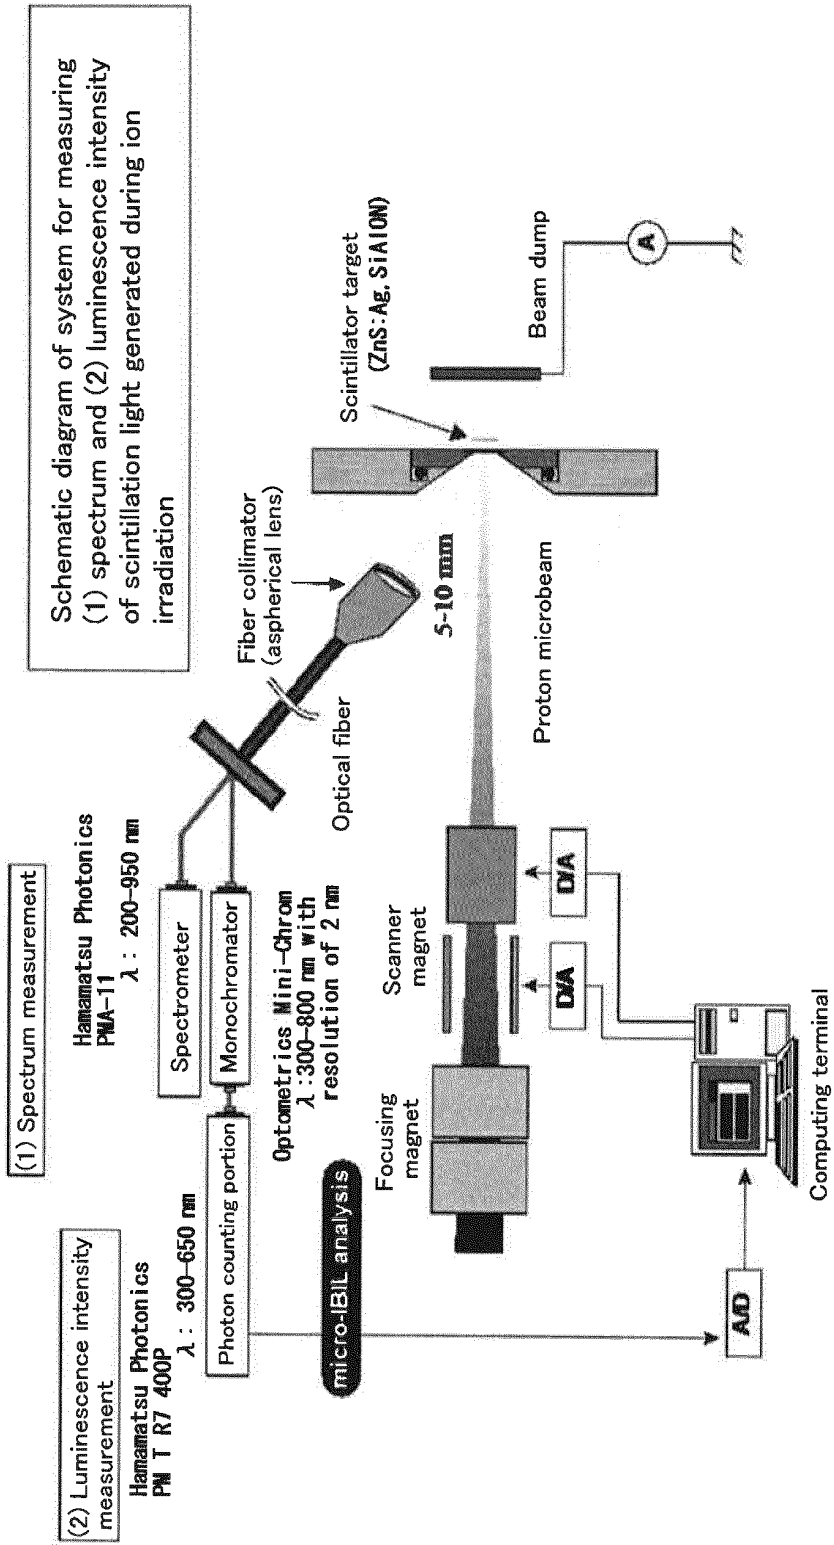 Schematic diagram of system for measuring
(1) spectrum and (2) luminescence intensity
of scintillation light generated during ion
irradiation
(1) Spectrum measurement
Hamamatsu Photonics
PMA-11
λ : 200-950 nm
Spectrometer
Monochromator
Optometrics Mini-Chrom
λ :300-800 nm with
resolution of 2 nm
(2) Luminescence intensity
measurement
Hamamatsu Photonics
PM T R7 400P
λ : 300-650 nm
Photon counting portion
micro-IBIL analysis
Fiber collimator
(aspherical lens)
Optical fiber
Scintillator target
(ZnS:Ag, SiAlON)
Beam dump
A
5-10 mm
Proton microbeam
Scanner
magnet
Focusing
magnet
D/A
D/A
A/D
Computing terminal